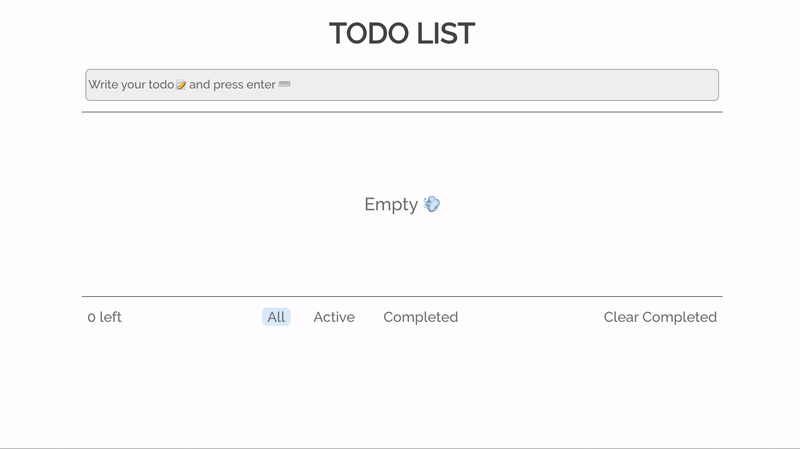 TODO LIST
Write your todo📝 and press enter ⌨️
Empty 💨
0 left All Active Completed Clear Completed